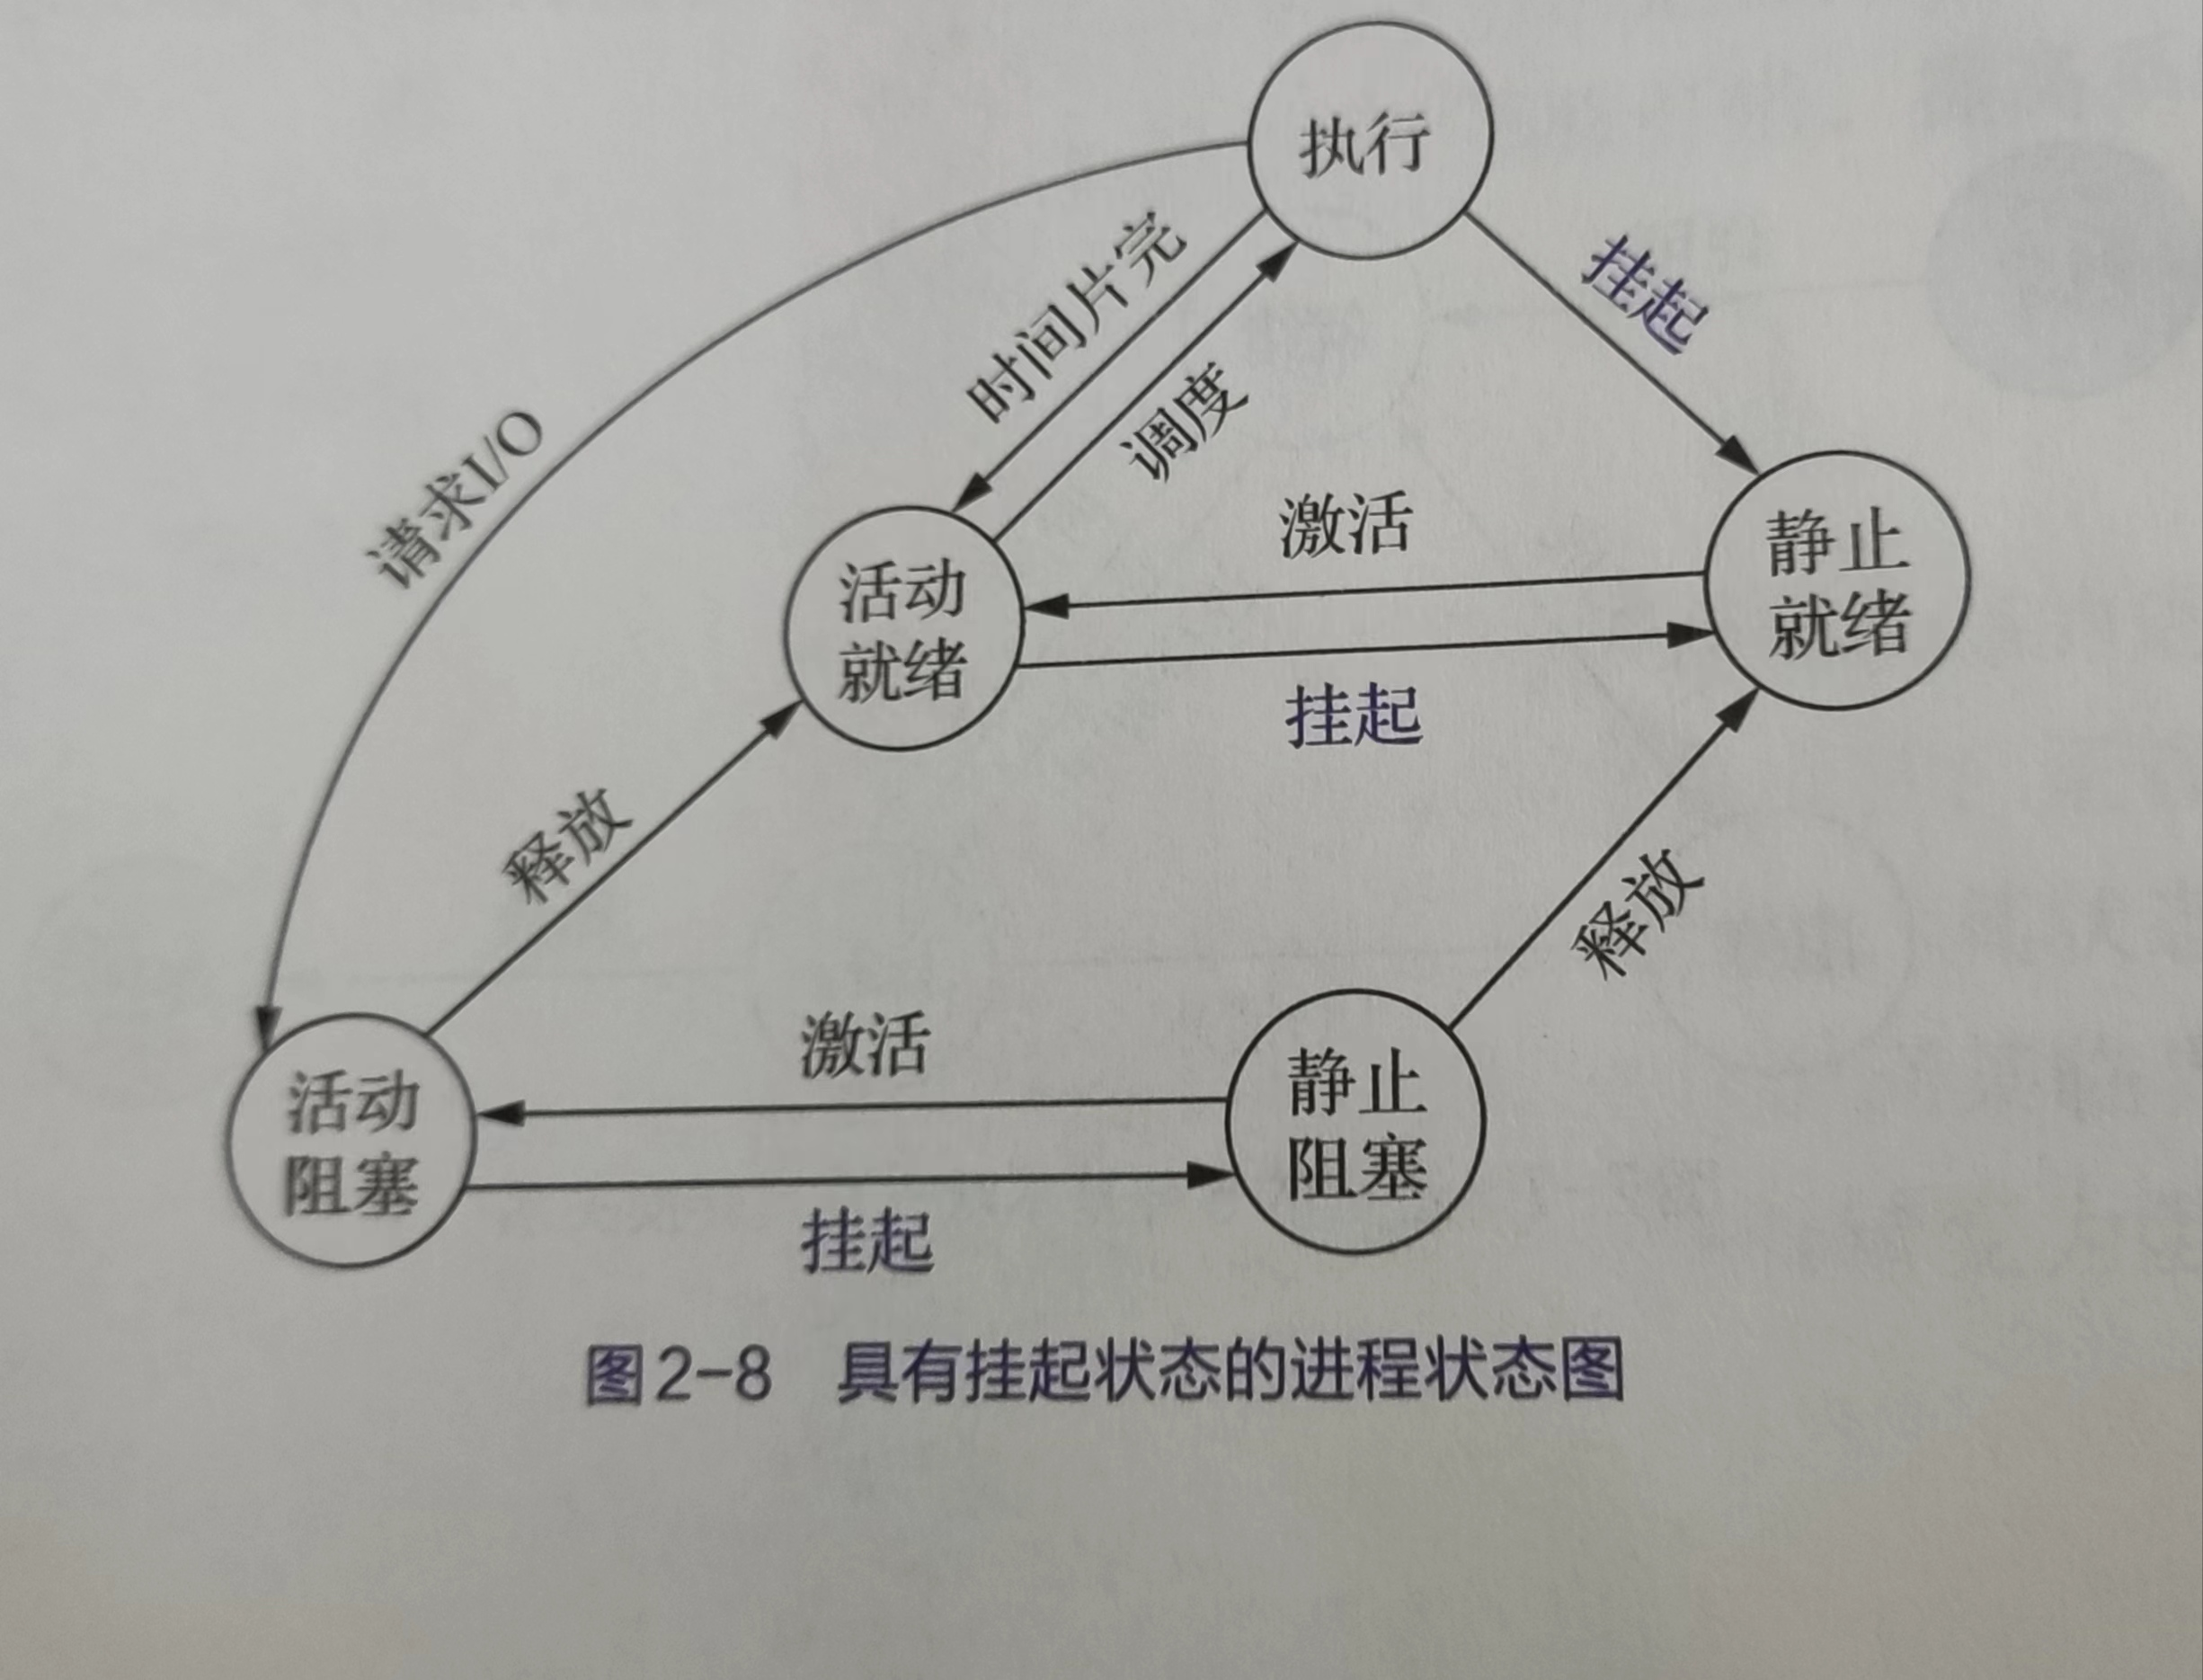 执行
时间片完
挂起
调度
请求I/O
激活
静止
就绪
活动
就绪
挂起
释放
释放
激活
静止
阻塞
活动
阻塞
挂起
图2-8 具有挂起状态的进程状态图